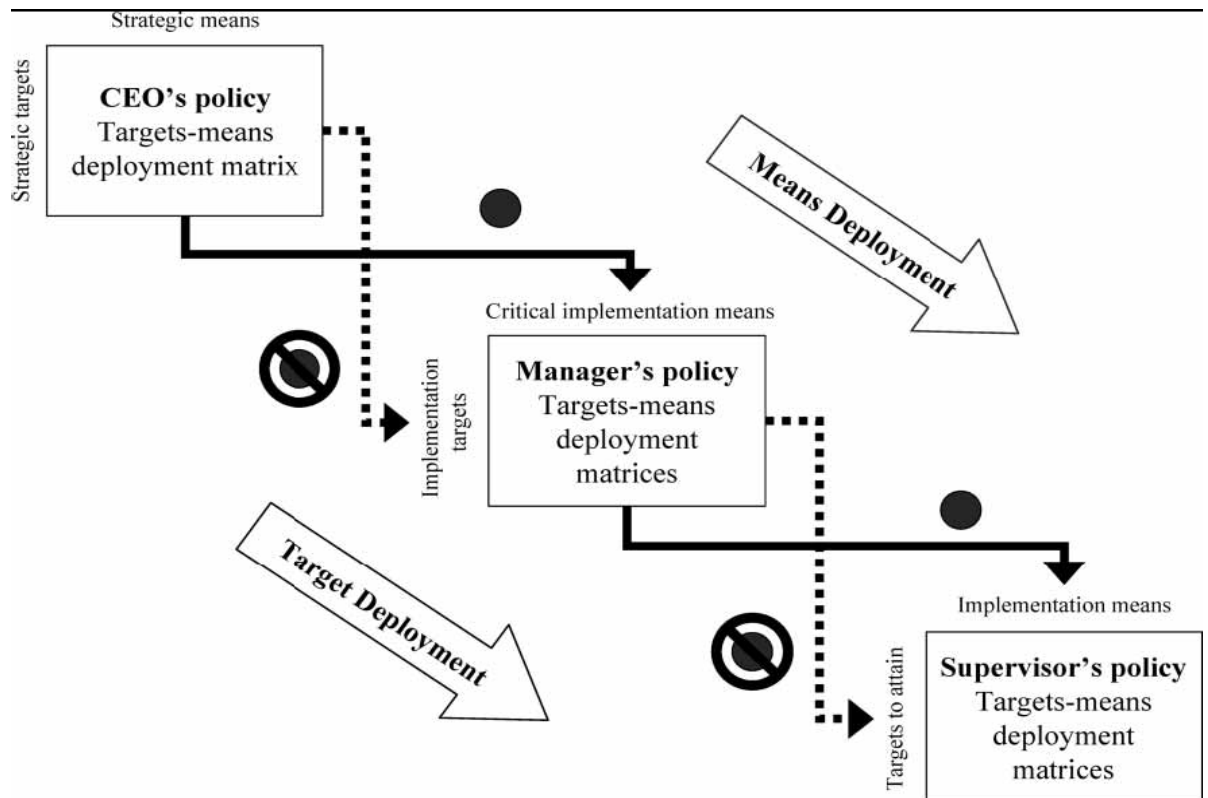 Strategic means
Strategic targets
CEO's policy
Targets-means
deployment matrix
Means Deployment
Critical implementation means
Implementation
targets
Manager's policy
Targets-means
deployment
matrices
Target Deployment
Implementation means
Targets to attain
Supervisor's policy
Targets-means
deployment
matrices